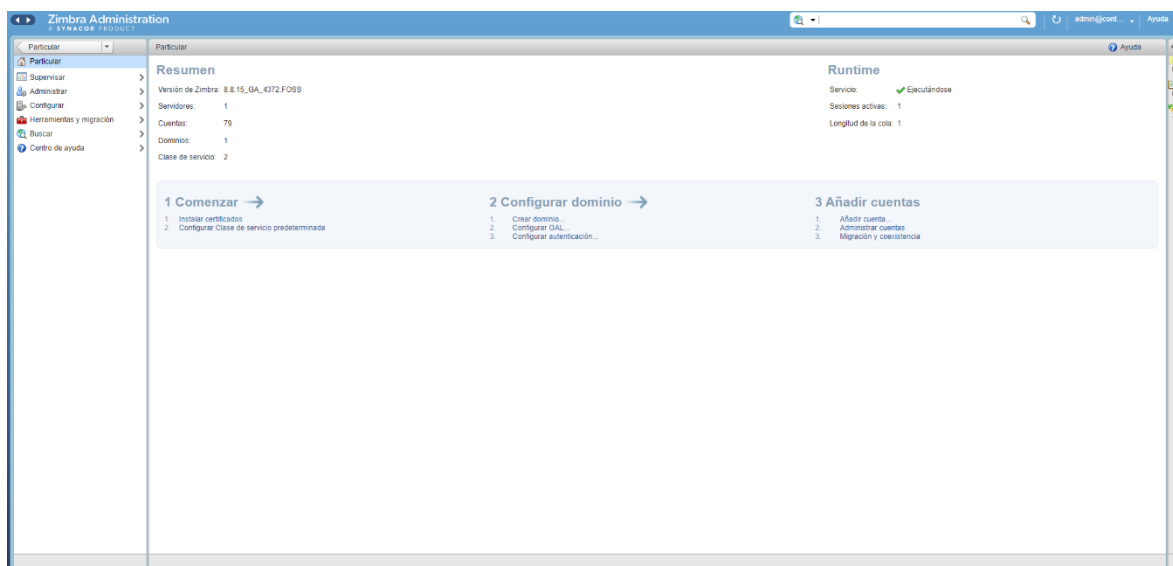 Zimbra Administration
A SYNACOR PRODUCT
admin@cont...
Ayuda
Particular
Particular
Ayuda
Particular
Supervisar
Administrar
Configurar
Herramientas y migración
Buscar
Centro de ayuda
Resumen
Versión de Zimbra: 8.8.15_GA_4372.FOSS
Servidores: 1
Cuentas: 79
Dominios: 1
Clase de servicio: 2
Runtime
Servicio: Ejecutándose
Sesiones activas: 1
Longitud de la cola: 1
1 Comenzar
1. Instalar certificados
2. Configurar Clase de servicio predeterminada
2 Configurar dominio
1. Crear dominio...
2. Configurar GAL...
3. Configurar autenticación...
3 Añadir cuentas
1. Añadir cuenta...
2. Administrar cuentas
3. Migración y coexistencia